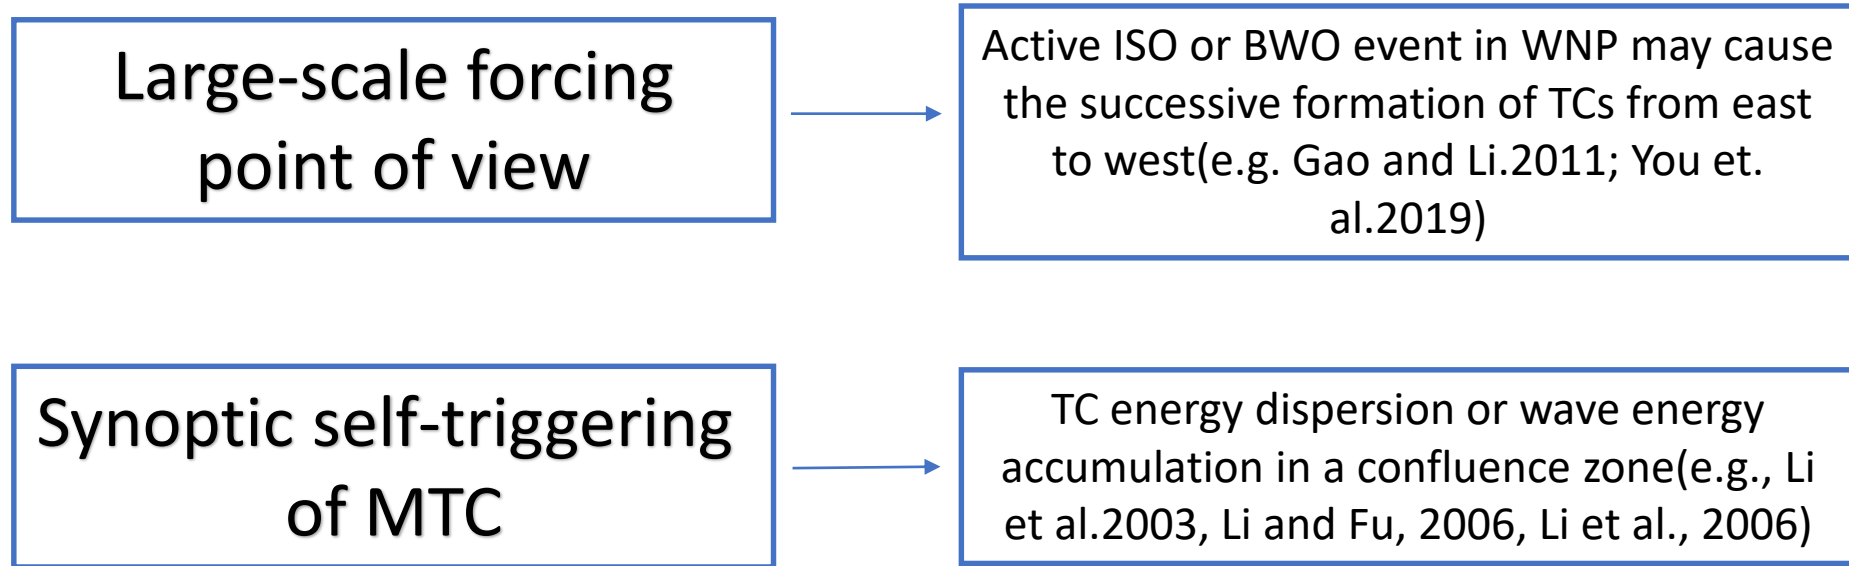 Large-scale forcing
point of view
Active ISO or BWO event in WNP may cause
the successive formation of TCs from east
to west(e.g. Gao and Li.2011; You et.
al.2019)
Synoptic self-triggering
of MTC
TC energy dispersion or wave energy
accumulation in a confluence zone(e.g., Li
et al.2003, Li and Fu, 2006, Li et al., 2006)